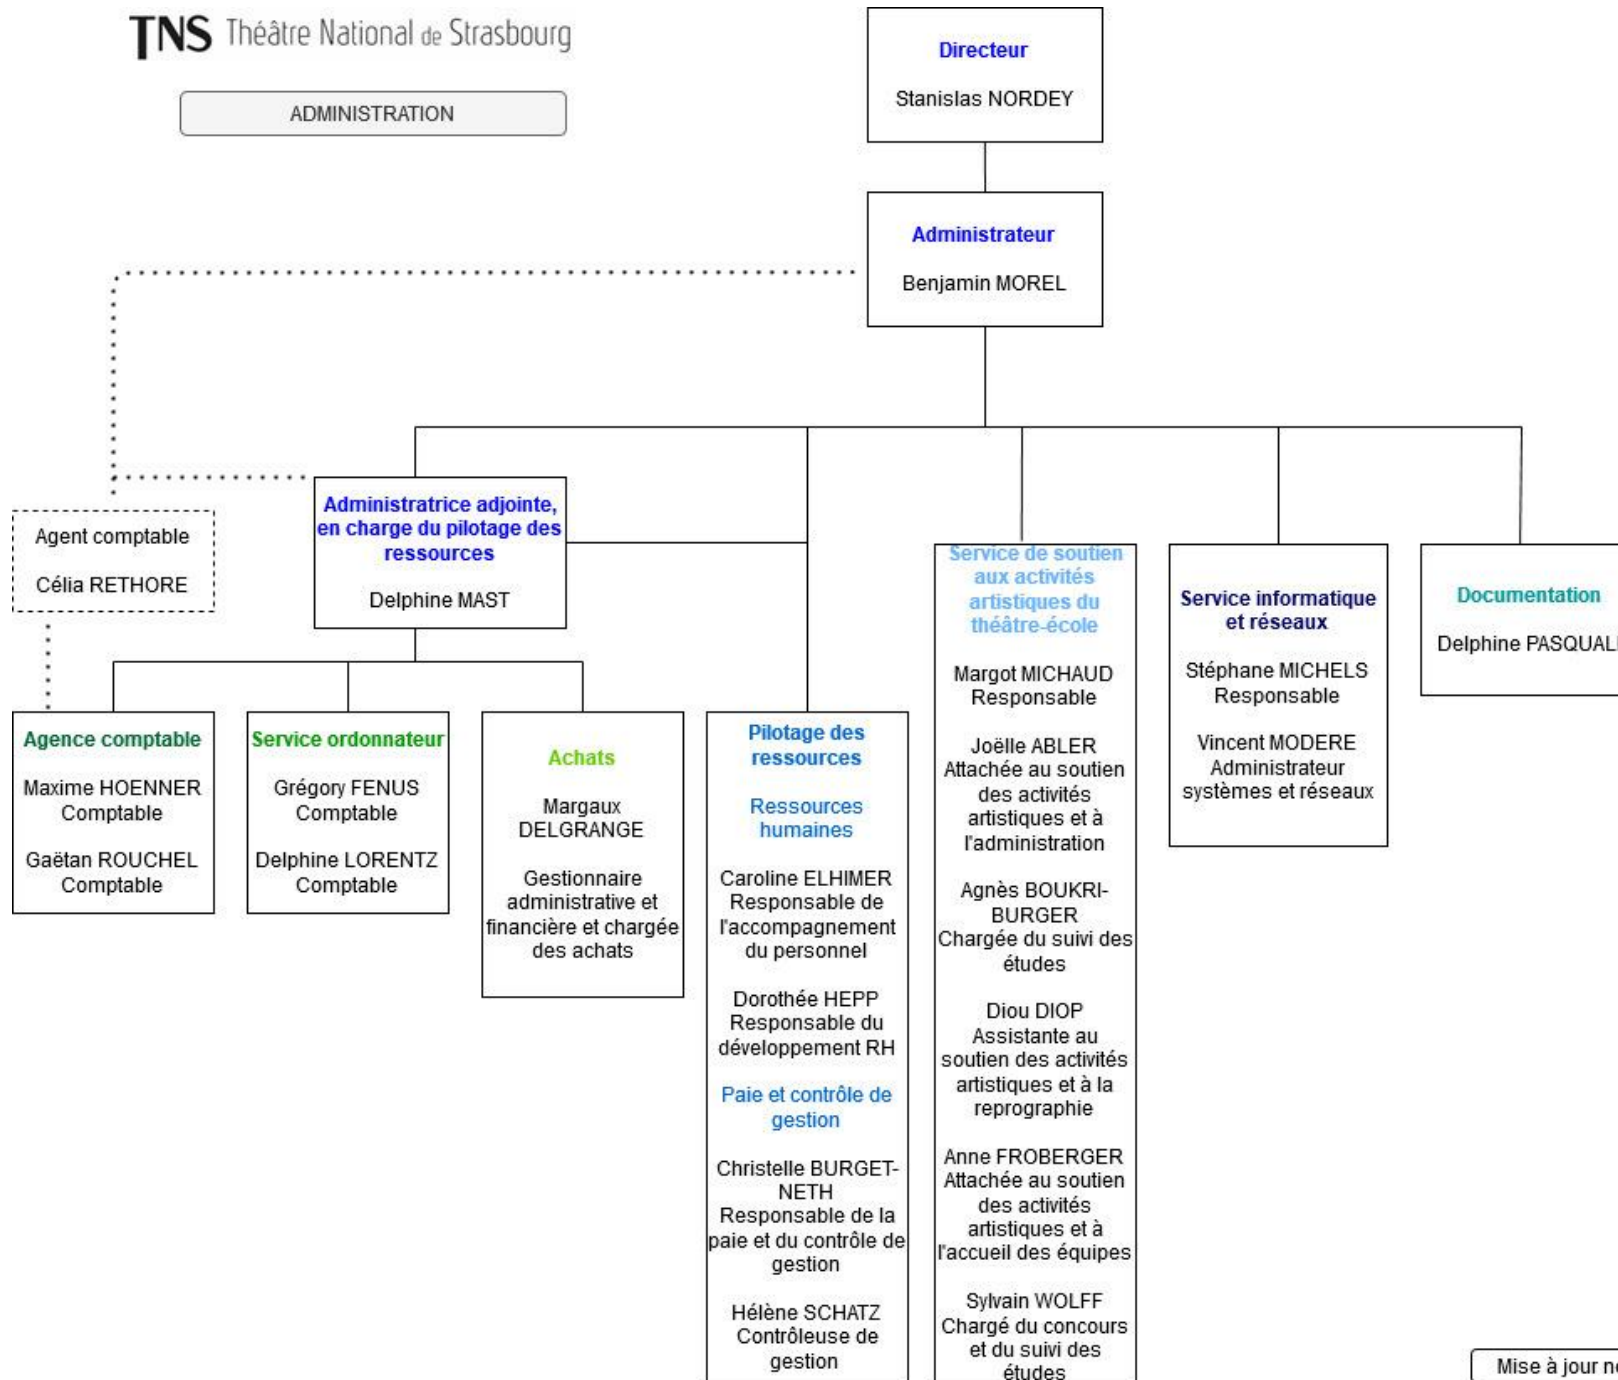 TNS Théâtre National de Strasbourg
ADMINISTRATION
Directeur
Stanislas NORDEY
Administrateur
Benjamin MOREL
Agent comptable
Célia RETHORE
Administratrice adjointe,
en charge du pilotage des
ressources
Delphine MAST
Agence comptable
Maxime HOENNER
Comptable
Gaëtan ROUCHEL
Comptable
Service ordonnateur
Grégory FENUS
Comptable
Delphine LORENTZ
Comptable
Achats
Margaux
DELGRANGE
Gestionnaire
administrative et
financière et chargée
des achats
Pilotage des
ressources
Ressources
humaines
Caroline ELHIMER
Responsable de
l'accompagnement
du personnel
Dorothée HEPP
Responsable du
développement RH
Paie et contrôle de
gestion
Christelle BURGET-
NETH
Responsable de la
paie et du contrôle de
gestion
Hélène SCHATZ
Contrôleuse de
gestion
Service de soutien
aux activités
artistiques du
théâtre-école
Margot MICHAUD
Responsable
Joëlle ABLER
Attachée au soutien
des activités
artistiques et à
l'administration
Agnès BOUKRI-
BURGER
Chargée du suivi des
études
Diou DIOP
Assistante au
soutien des activités
artistiques et à la
reprographie
Anne FROBERGER
Attachée au soutien
des activités
artistiques et à
l'accueil des équipes
Sylvain WOLFF
Chargé du concours
et du suivi des
études
Service informatique
et réseaux
Stéphane MICHELS
Responsable
Vincent MODERE
Administrateur
systèmes et réseaux
Documentation
Delphine
Mise à jour